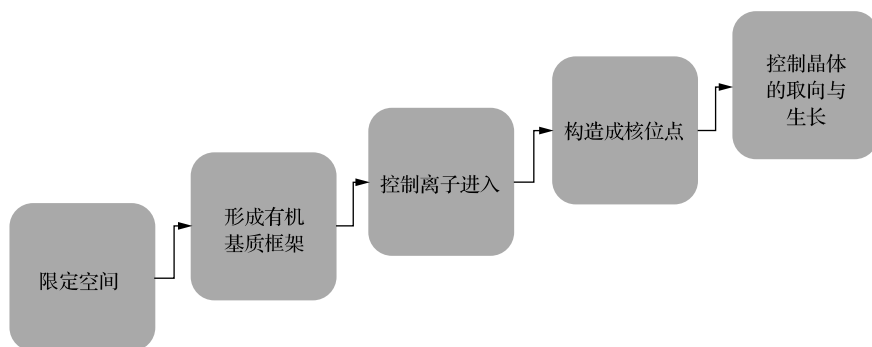 限定空间
形成有机
基质框架
控制离子进入
构造成核位点
控制晶体
的取向与
生长